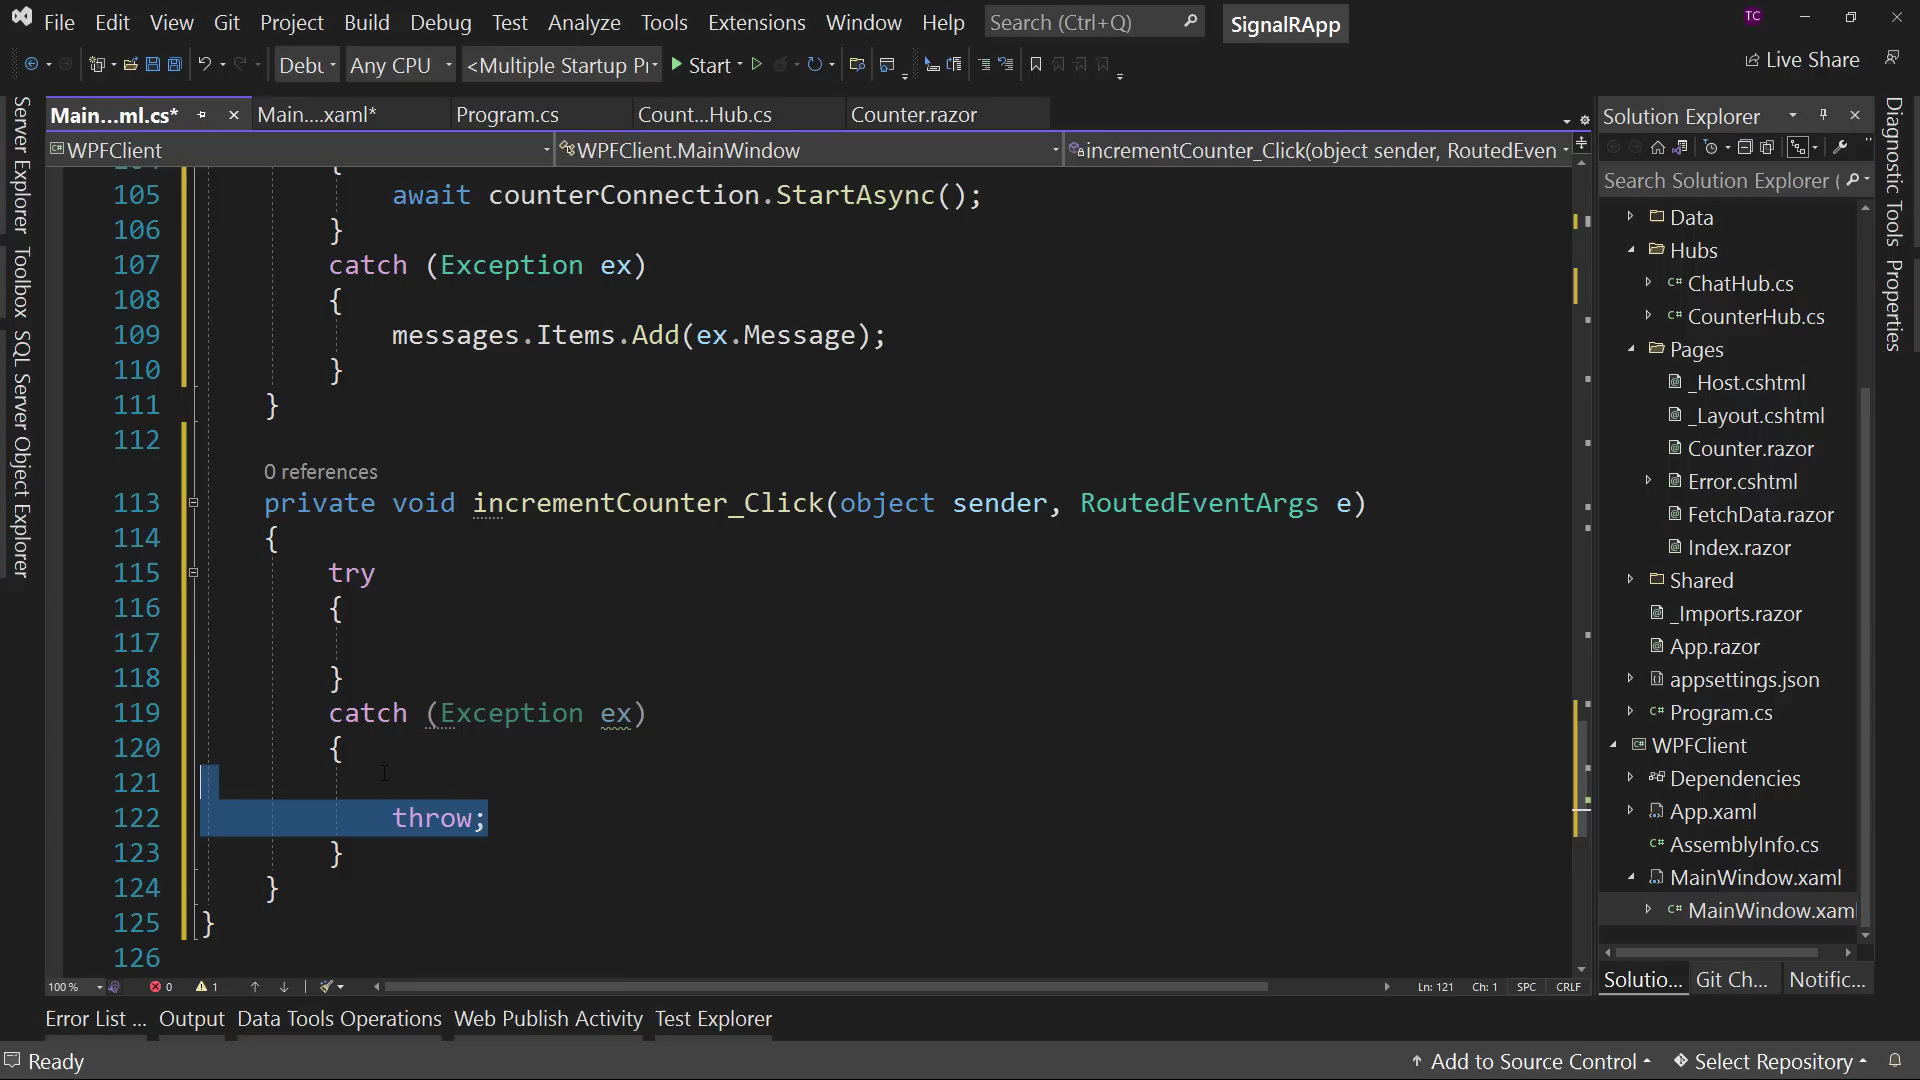 File Edit View Git Project Build Debug Test Analyze Tools Extensions Window Help Search (Ctrl+Q) SignalRApp TC
Debu Any CPU <Multiple Startup Pr Start Live Share
Main...ml.cs* Main....xaml* Program.cs Count...Hub.cs Counter.razor
WPFClient WPFClient.MainWindow incrementCounter_Click(object sender, RoutedEven
Server Explorer
Toolbox
SQL Server Object Explorer
105 await counterConnection.StartAsync();
106 }
107 catch (Exception ex)
108 {
109 messages.Items.Add(ex.Message);
110 }
111 }
112
0 references
113 private void incrementCounter_Click(object sender, RoutedEventArgs e)
114 {
115 try
116 {
117
118 }
119 catch (Exception ex)
120 {
121
122 throw;
123 }
124 }
125 }
126
100 % 0 1 Ln: 121 Ch: 1 SPC CRLF
Solution Explorer
Search Solution Explorer (
Data
Hubs
C# ChatHub.cs
C# CounterHub.cs
Pages
_Host.cshtml
_Layout.cshtml
Counter.razor
Error.cshtml
FetchData.razor
Index.razor
Shared
_Imports.razor
App.razor
appsettings.json
C# Program.cs
WPFClient
Dependencies
App.xaml
C# AssemblyInfo.cs
MainWindow.xaml
C# MainWindow.xaml
Solutio... Git Ch... Notific...
Diagnostic Tools
Properties
Error List ... Output Data Tools Operations Web Publish Activity Test Explorer
Ready Add to Source Control Select Repository